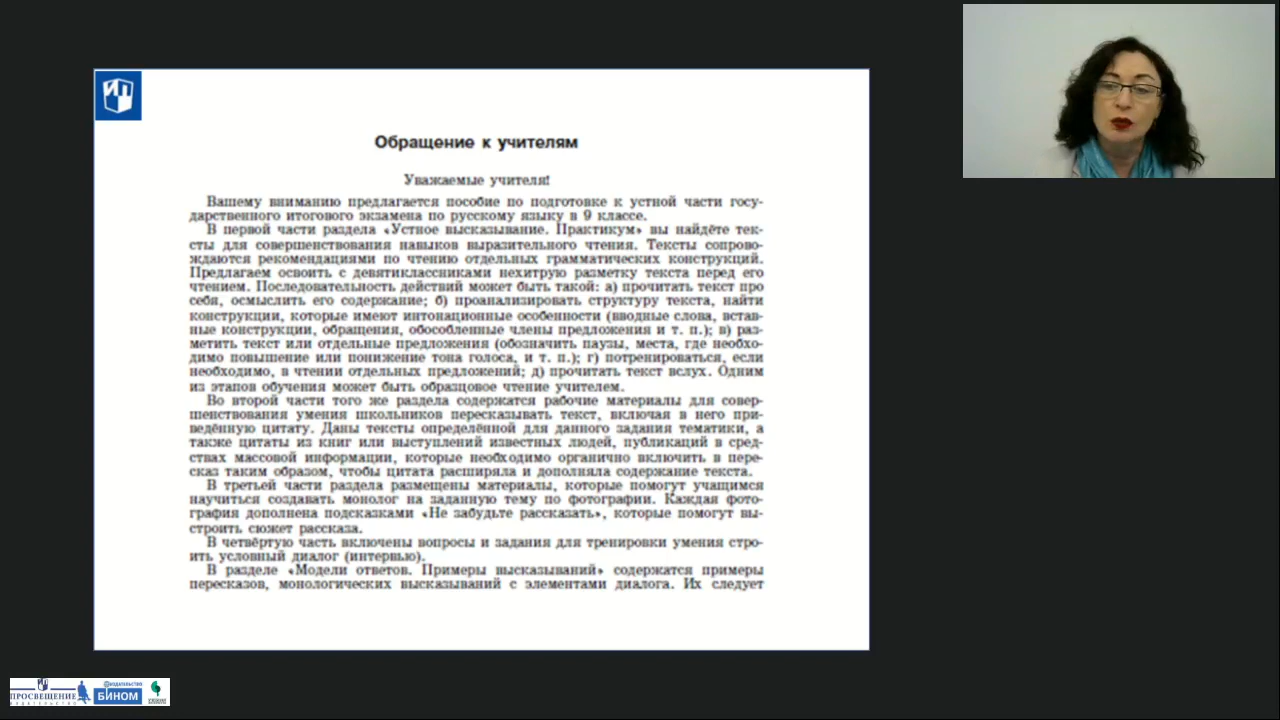 ИП
Обращение к учителям
Уважаемые учителя!
Вашему вниманию предлагается пособие по подготовке к устной части госу-
дарственного итогового экзамена по русскому языку в 9 классе.
В первой части раздела «Устное высказывание. Практикум» вы найдёте тек-
сты для совершенствования навыков выразительного чтения. Тексты сопрово-
ждаются рекомендациями по чтению отдельных грамматических конструкций.
Предлагаем освоить с девятиклассниками нехитрую разметку текста перед его
чтением. Последовательность действий может быть такой: а) прочитать текст про
себя, осмыслить его содержание; б) проанализировать структуру текста, найти
конструкции, которые имеют интонационные особенности (вводные слова, встав-
ные конструкции, обращения, обособленные члены предложения и т. п.); в) раз-
метить текст или отдельные предложения (обозначить паузы, места, где необхо-
димо повышение или понижение тона голоса, и т. п.); г) потренироваться, если
необходимо, в чтении отдельных предложений; д) прочитать текст вслух. Одним
из этапов обучения может быть образцовое чтение учителем.
Во второй части того же раздела содержатся рабочие материалы для совер-
шенствования умения школьников пересказывать текст, включая в него при-
ведённую цитату. Даны тексты определённой для данного задания тематики, а
также цитаты из книг или выступлений известных людей, публикаций в сред-
ствах массовой информации, которые необходимо органично включить в пере-
сказ таким образом, чтобы цитата расширяла и дополняла содержание текста.
В третьей части раздела размещены материалы, которые помогут учащимся
научиться создавать монолог на заданную тему по фотографии. Каждая фото-
графия дополнена подсказками «Не забудьте рассказать», которые помогут вы-
строить сюжет рассказа.
В четвёртую часть включены вопросы и задания для тренировки умения стро-
ить условный диалог (интервью).
В разделе «Модели ответов. Примеры высказываний» содержатся примеры
пересказов, монологических высказываний с элементами диалога. Их следует
ПРОСВЕЩЕНИЕ
ИЗДАТЕЛЬСТВО
ИЗДАТЕЛЬСТВО
БИНОМ